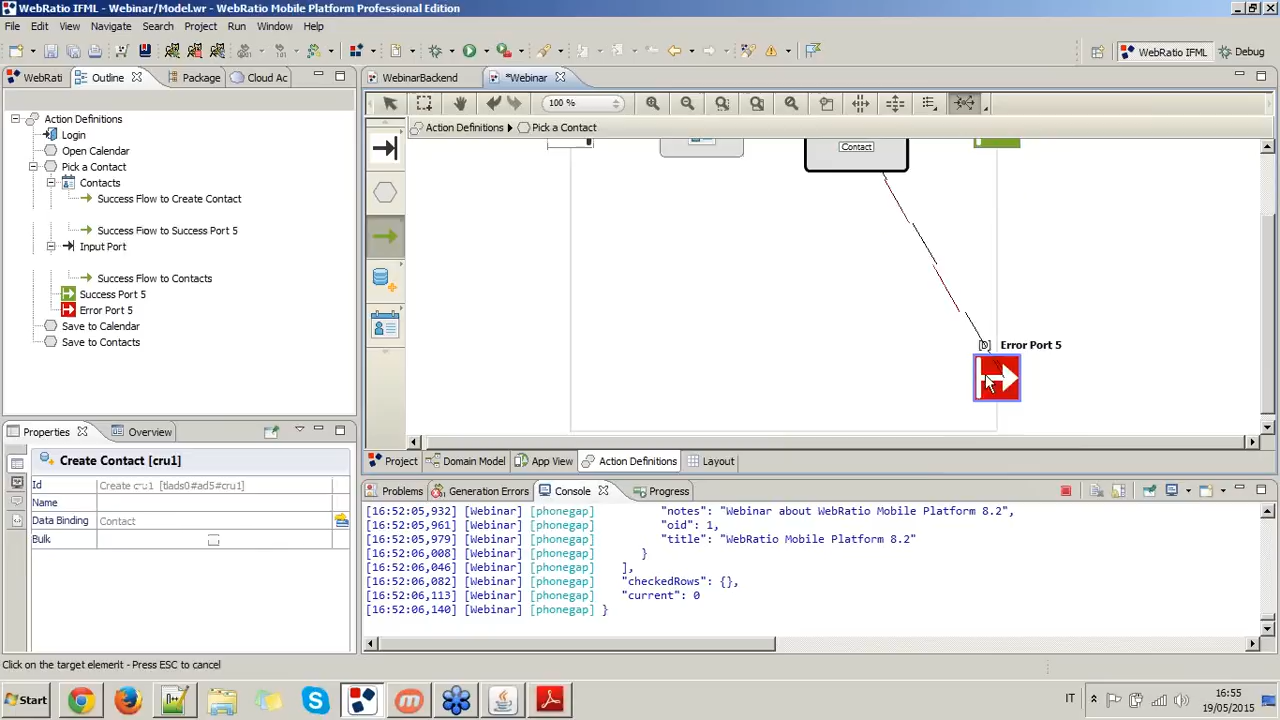 WebRatio IFML - Webinar/Model.wr - WebRatio Mobile Platform Professional Edition
File Edit View Navigate Search Project Run Window Help
WebRatio IFML Debug
WebRati Outline Package Cloud Ac
WebinarBackend *Webinar
100 %
Action Definitions Pick a Contact
Action Definitions
Login
Open Calendar
Pick a Contact
Contacts
Success Flow to Create Contact
Success Flow to Success Port 5
Input Port
Success Flow to Contacts
Success Port 5
Error Port 5
Save to Calendar
Save to Contacts
Contact
[D] Error Port 5
Project Domain Model App View Action Definitions Layout
Properties Overview
Create Contact [cru1]
Id Create cru1 [tlads0#ad5#cru1]
Name
Data Binding Contact
Bulk
Problems Generation Errors Console Progress
[16:52:05,932] [Webinar] [phonegap] "notes": "Webinar about WebRatio Mobile Platform 8.2",
[16:52:05,961] [Webinar] [phonegap] "oid": 1,
[16:52:05,979] [Webinar] [phonegap] "title": "WebRatio Mobile Platform 8.2"
[16:52:06,008] [Webinar] [phonegap] }
[16:52:06,046] [Webinar] [phonegap] ],
[16:52:06,082] [Webinar] [phonegap] "checkedRows": {},
[16:52:06,113] [Webinar] [phonegap] "current": 0
[16:52:06,140] [Webinar] [phonegap] }
Click on the target element - Press ESC to cancel
Start
IT
16:55
19/05/2015